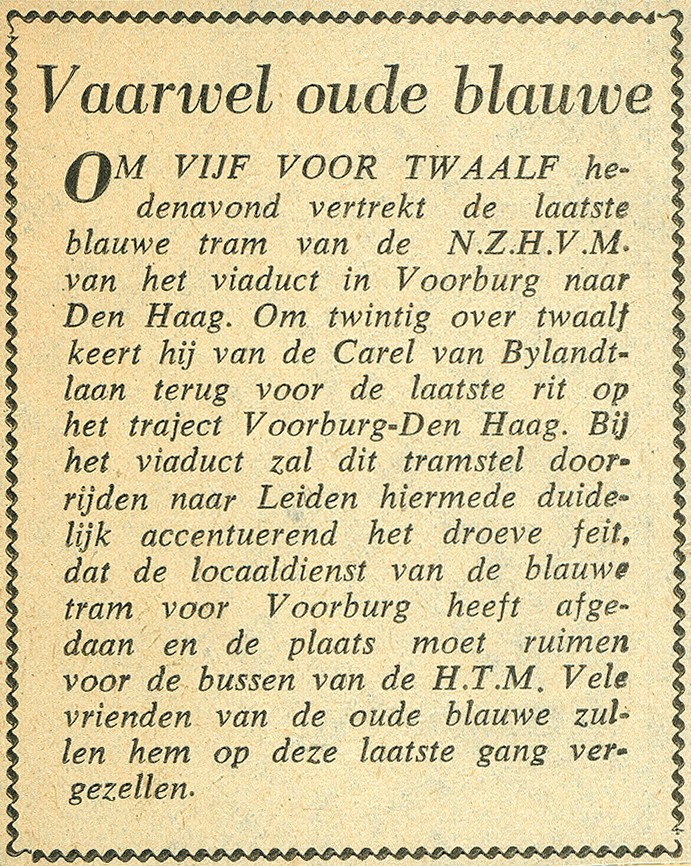 Vaarwel oude blauwe
OM VIJF VOOR TWAALF he-
denavond vertrekt de laatste
blauwe tram van de N.Z.H.V.M.
van het viaduct in Voorburg naar
Den Haag. Om twintig over twaalf
keert hij van de Carel van Bylandt-
laan terug voor de laatste rit op
het traject Voorburg-Den Haag. Bij
het viaduct zal dit tramstel door-
rijden naar Leiden hiermede duide-
lijk accentuerend het droeve feit,
dat de locaaldienst van de blauwe
tram voor Voorburg heeft afge-
daan en de plaats moet ruimen
voor de bussen van de H.T.M. Vele
vrienden van de oude blauwe zul-
len hem op deze laatste gang ver-
gezellen.